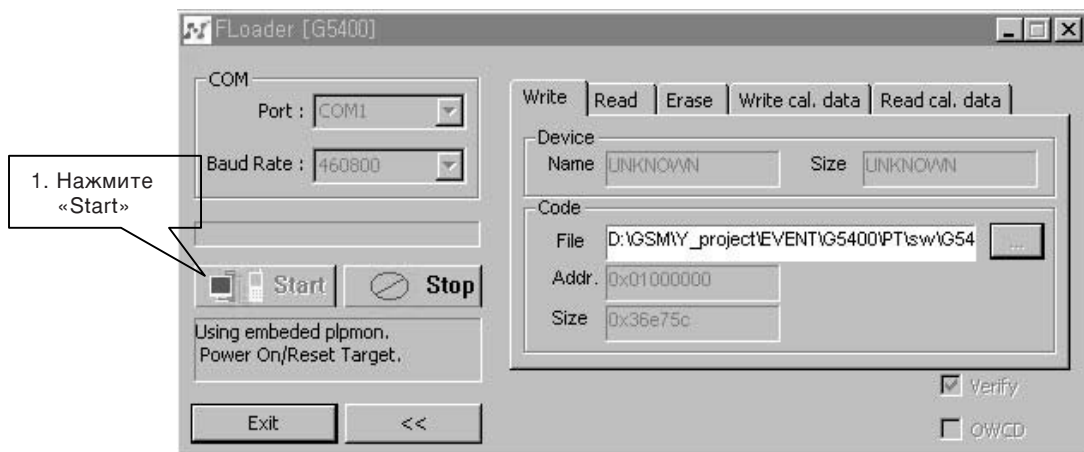 FLoader [G5400]
COM
Port : COM1
Baud Rate : 460800
1. Нажмите
«Start»
Start
Stop
Using embeded plpmon.
Power On/Reset Target.
Exit
<<
Write Read Erase Write cal. data Read cal. data
Device
Name UNKNOWN Size UNKNOWN
Code
File D:\GSM\Y_project\EVENT\G5400\PT\sw\G54 ...
Addr. 0x01000000
Size 0x36e75c
Verify
OWCD